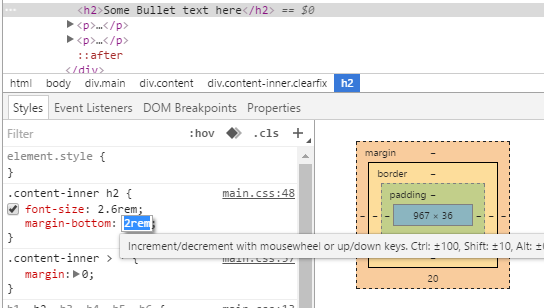 <h2>Some Bullet text here</h2> == $0
<p>…</p>
<p>…</p>
::after
</div>
html body div.main div.content div.content-inner.clearfix h2
Styles Event Listeners DOM Breakpoints Properties
Filter :hov .cls +
element.style {
}
.content-inner h2 { main.css:48
font-size: 2.6rem;
margin-bottom: 2rem;
}
Increment/decrement with mousewheel or up/down keys. Ctrl: ±100, Shift: ±10, Alt:
.content-inner > {
margin: 0;
}
margin –
border –
padding –
– – – 967 × 36 – – –
–
–
20